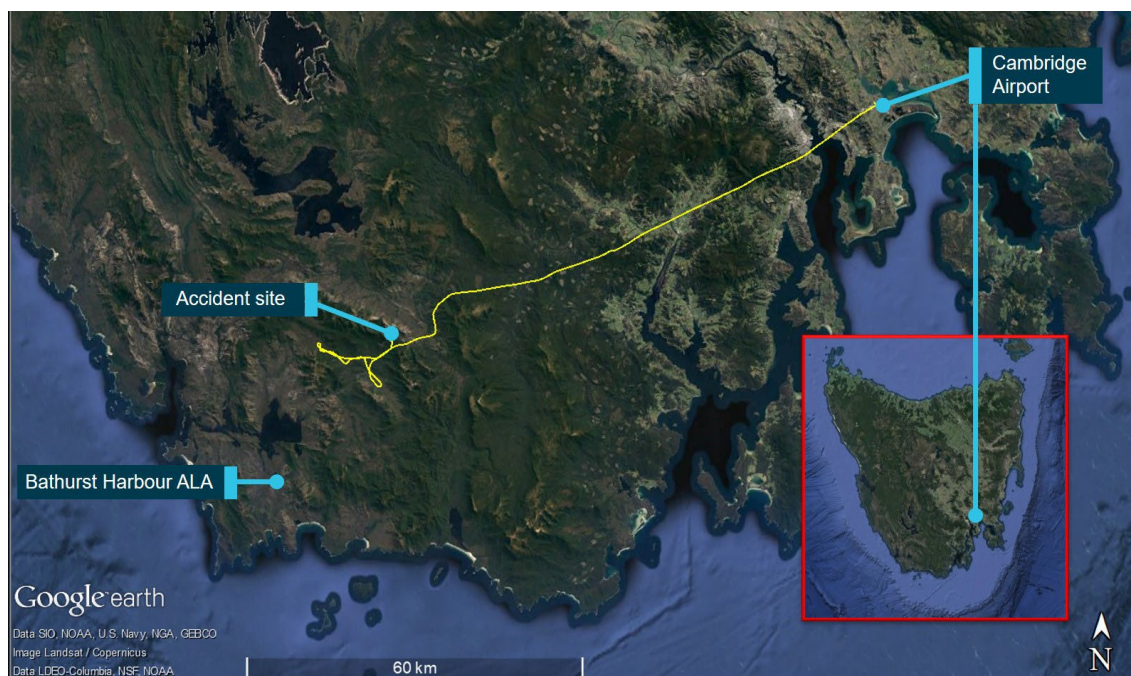 Cambridge
Airport
Accident site
Bathurst Harbour ALA
Google earth
Data SIO, NOAA, U.S. Navy, NGA, GEBCO
Image Landsat / Copernicus
Data LDEO-Columbia, NSF, NOAA
60 km
N